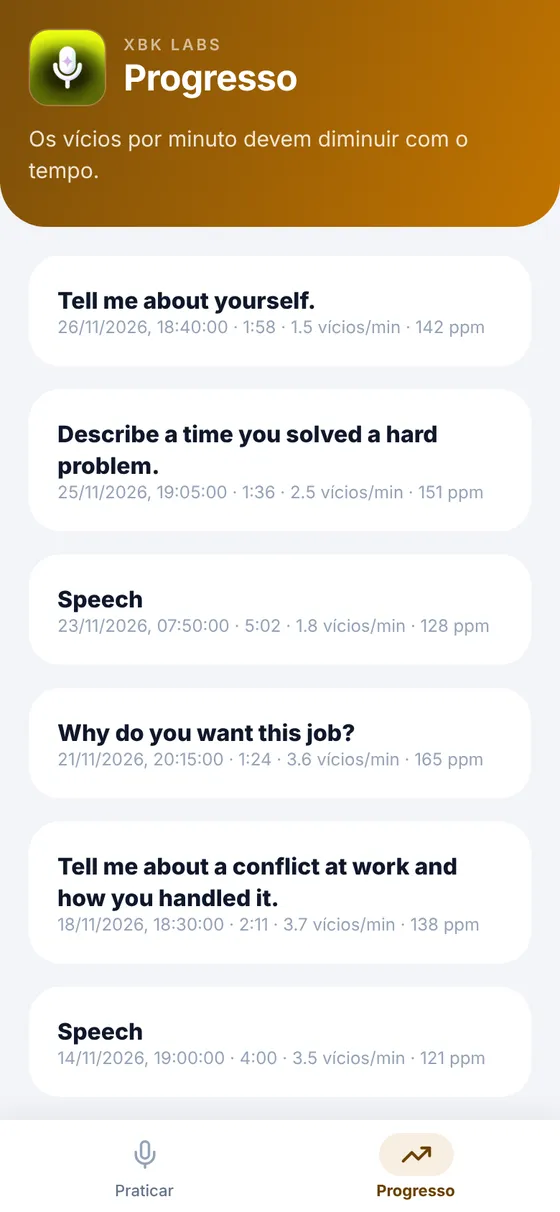 XBK LABS
Progresso
Os vícios por minuto devem diminuir com o
tempo.
Tell me about yourself.
26/11/2026, 18:40:00 · 1:58 · 1.5 vícios/min · 142 ppm
Describe a time you solved a hard
problem.
25/11/2026, 19:05:00 · 1:36 · 2.5 vícios/min · 151 ppm
Speech
23/11/2026, 07:50:00 · 5:02 · 1.8 vícios/min · 128 ppm
Why do you want this job?
21/11/2026, 20:15:00 · 1:24 · 3.6 vícios/min · 165 ppm
Tell me about a conflict at work and
how you handled it.
18/11/2026, 18:30:00 · 2:11 · 3.7 vícios/min · 138 ppm
Speech
14/11/2026, 19:00:00 · 4:00 · 3.5 vícios/min · 121 ppm
Praticar
Progresso